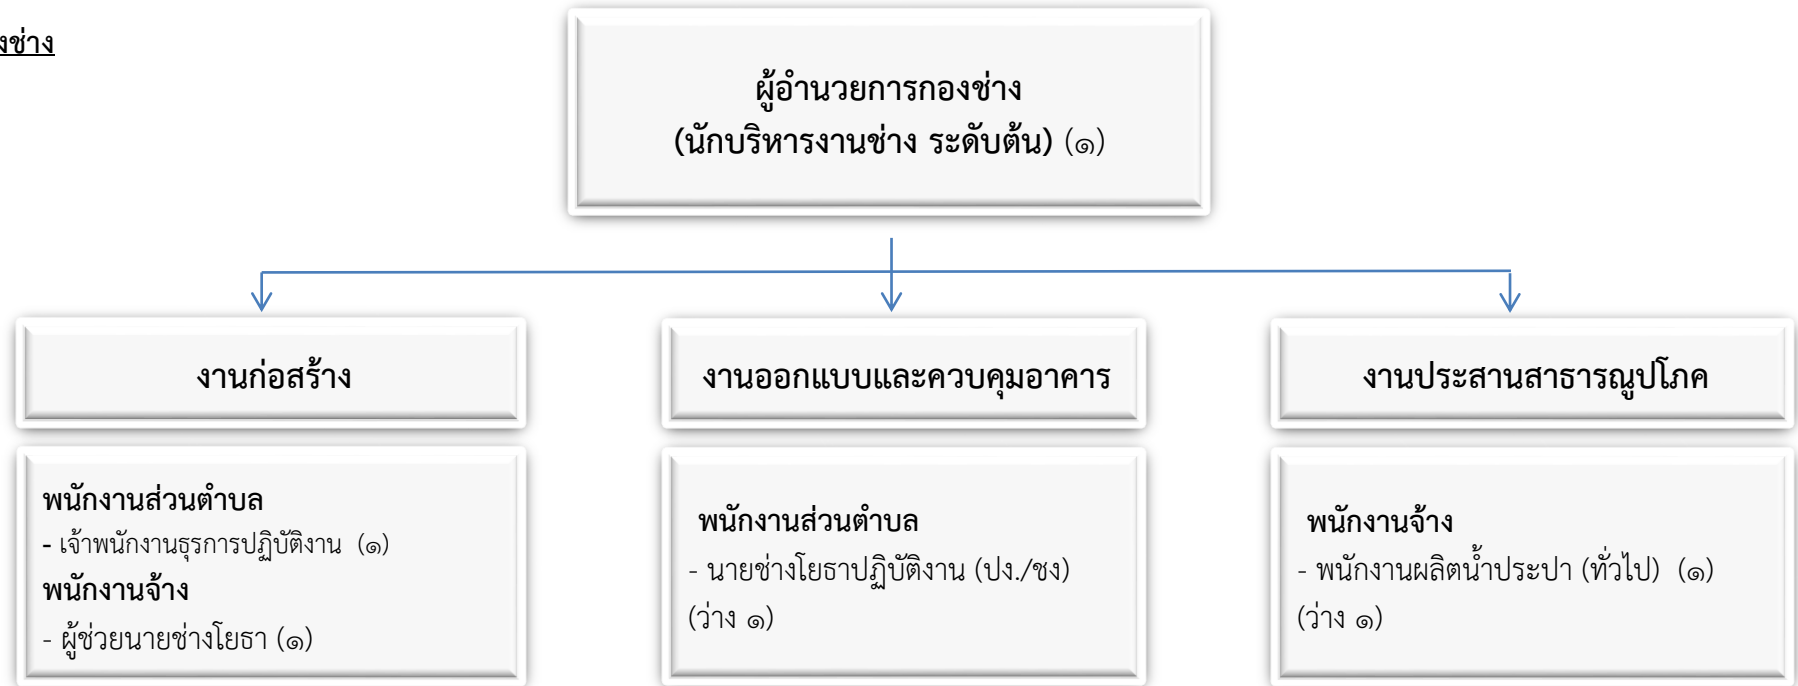 งช่าง
ผู้อำนวยการกองช่าง
(นักบริหารงานช่าง ระดับต้น) (๑)
งานก่อสร้าง
งานออกแบบและควบคุมอาคาร
งานประสานสาธารณูปโภค
พนักงานส่วนตำบล
- เจ้าพนักงานธุรการปฏิบัติงาน (๑)
พนักงานจ้าง
- ผู้ช่วยนายช่างโยธา (๑)
พนักงานส่วนตำบล
- นายช่างโยธาปฏิบัติงาน (ปง./ชง)
(ว่าง ๑)
พนักงานจ้าง
- พนักงานผลิตน้ำประปา (ทั่วไป) (๑)
(ว่าง ๑)